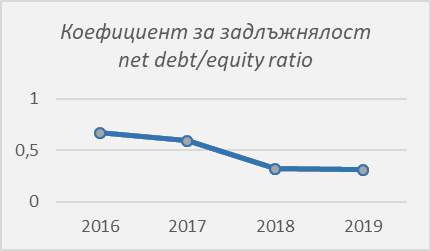 Коефициент за задлъжнялост
net debt/equity ratio
1
0,5
0
2016 2017 2018 2019